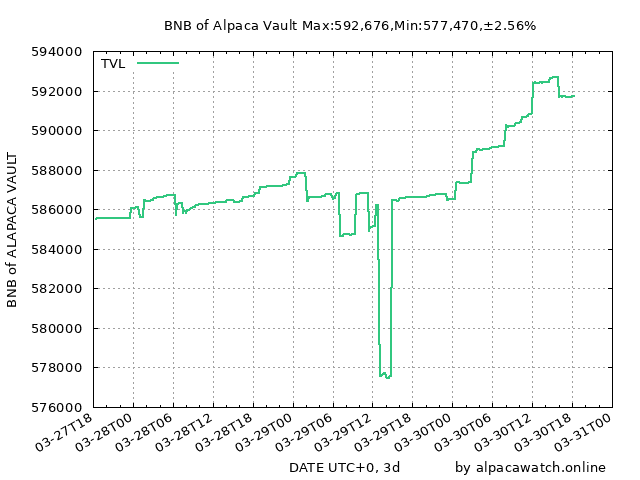 BNB of Alpaca Vault Max:592,676,Min:577,470,±2.56%
TVL
BNB of ALAPACA VAULT
594000
592000
590000
588000
586000
584000
582000
580000
578000
576000
03-27T18
03-28T00
03-28T06
03-28T12
03-28T18
03-29T00
03-29T06
03-29T12
03-29T18
03-30T00
03-30T06
03-30T12
03-30T18
03-31T00
DATE UTC+0, 3d
by alpacawatch.online